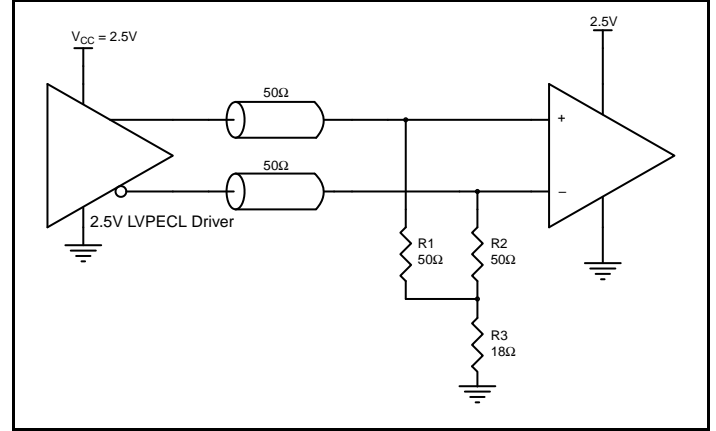 V_CC = 2.5V
2.5V
50Ω
+
50Ω
–
2.5V LVPECL Driver
R1
50Ω
R2
50Ω
R3
18Ω